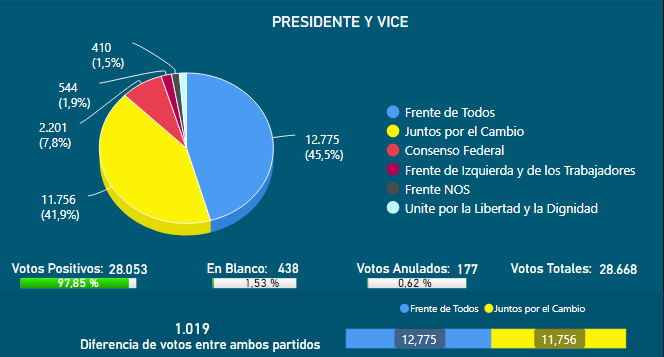 PRESIDENTE Y VICE
410
(1,5%)
544
(1,9%)
2.201
(7,8%)
11.756
(41,9%)
12.775
(45,5%)
Frente de Todos
Juntos por el Cambio
Consenso Federal
Frente de Izquierda y de los Trabajadores
Frente NOS
Unite por la Libertad y la Dignidad
Votos Positivos: 28.053
97,85 %
En Blanco: 438
1.53 %
Votos Anulados: 177
0.62 %
Votos Totales: 28.668
1.019
Diferencia de votos entre ambos partidos
Frente de Todos Juntos por el Cambio
12,775 11,756